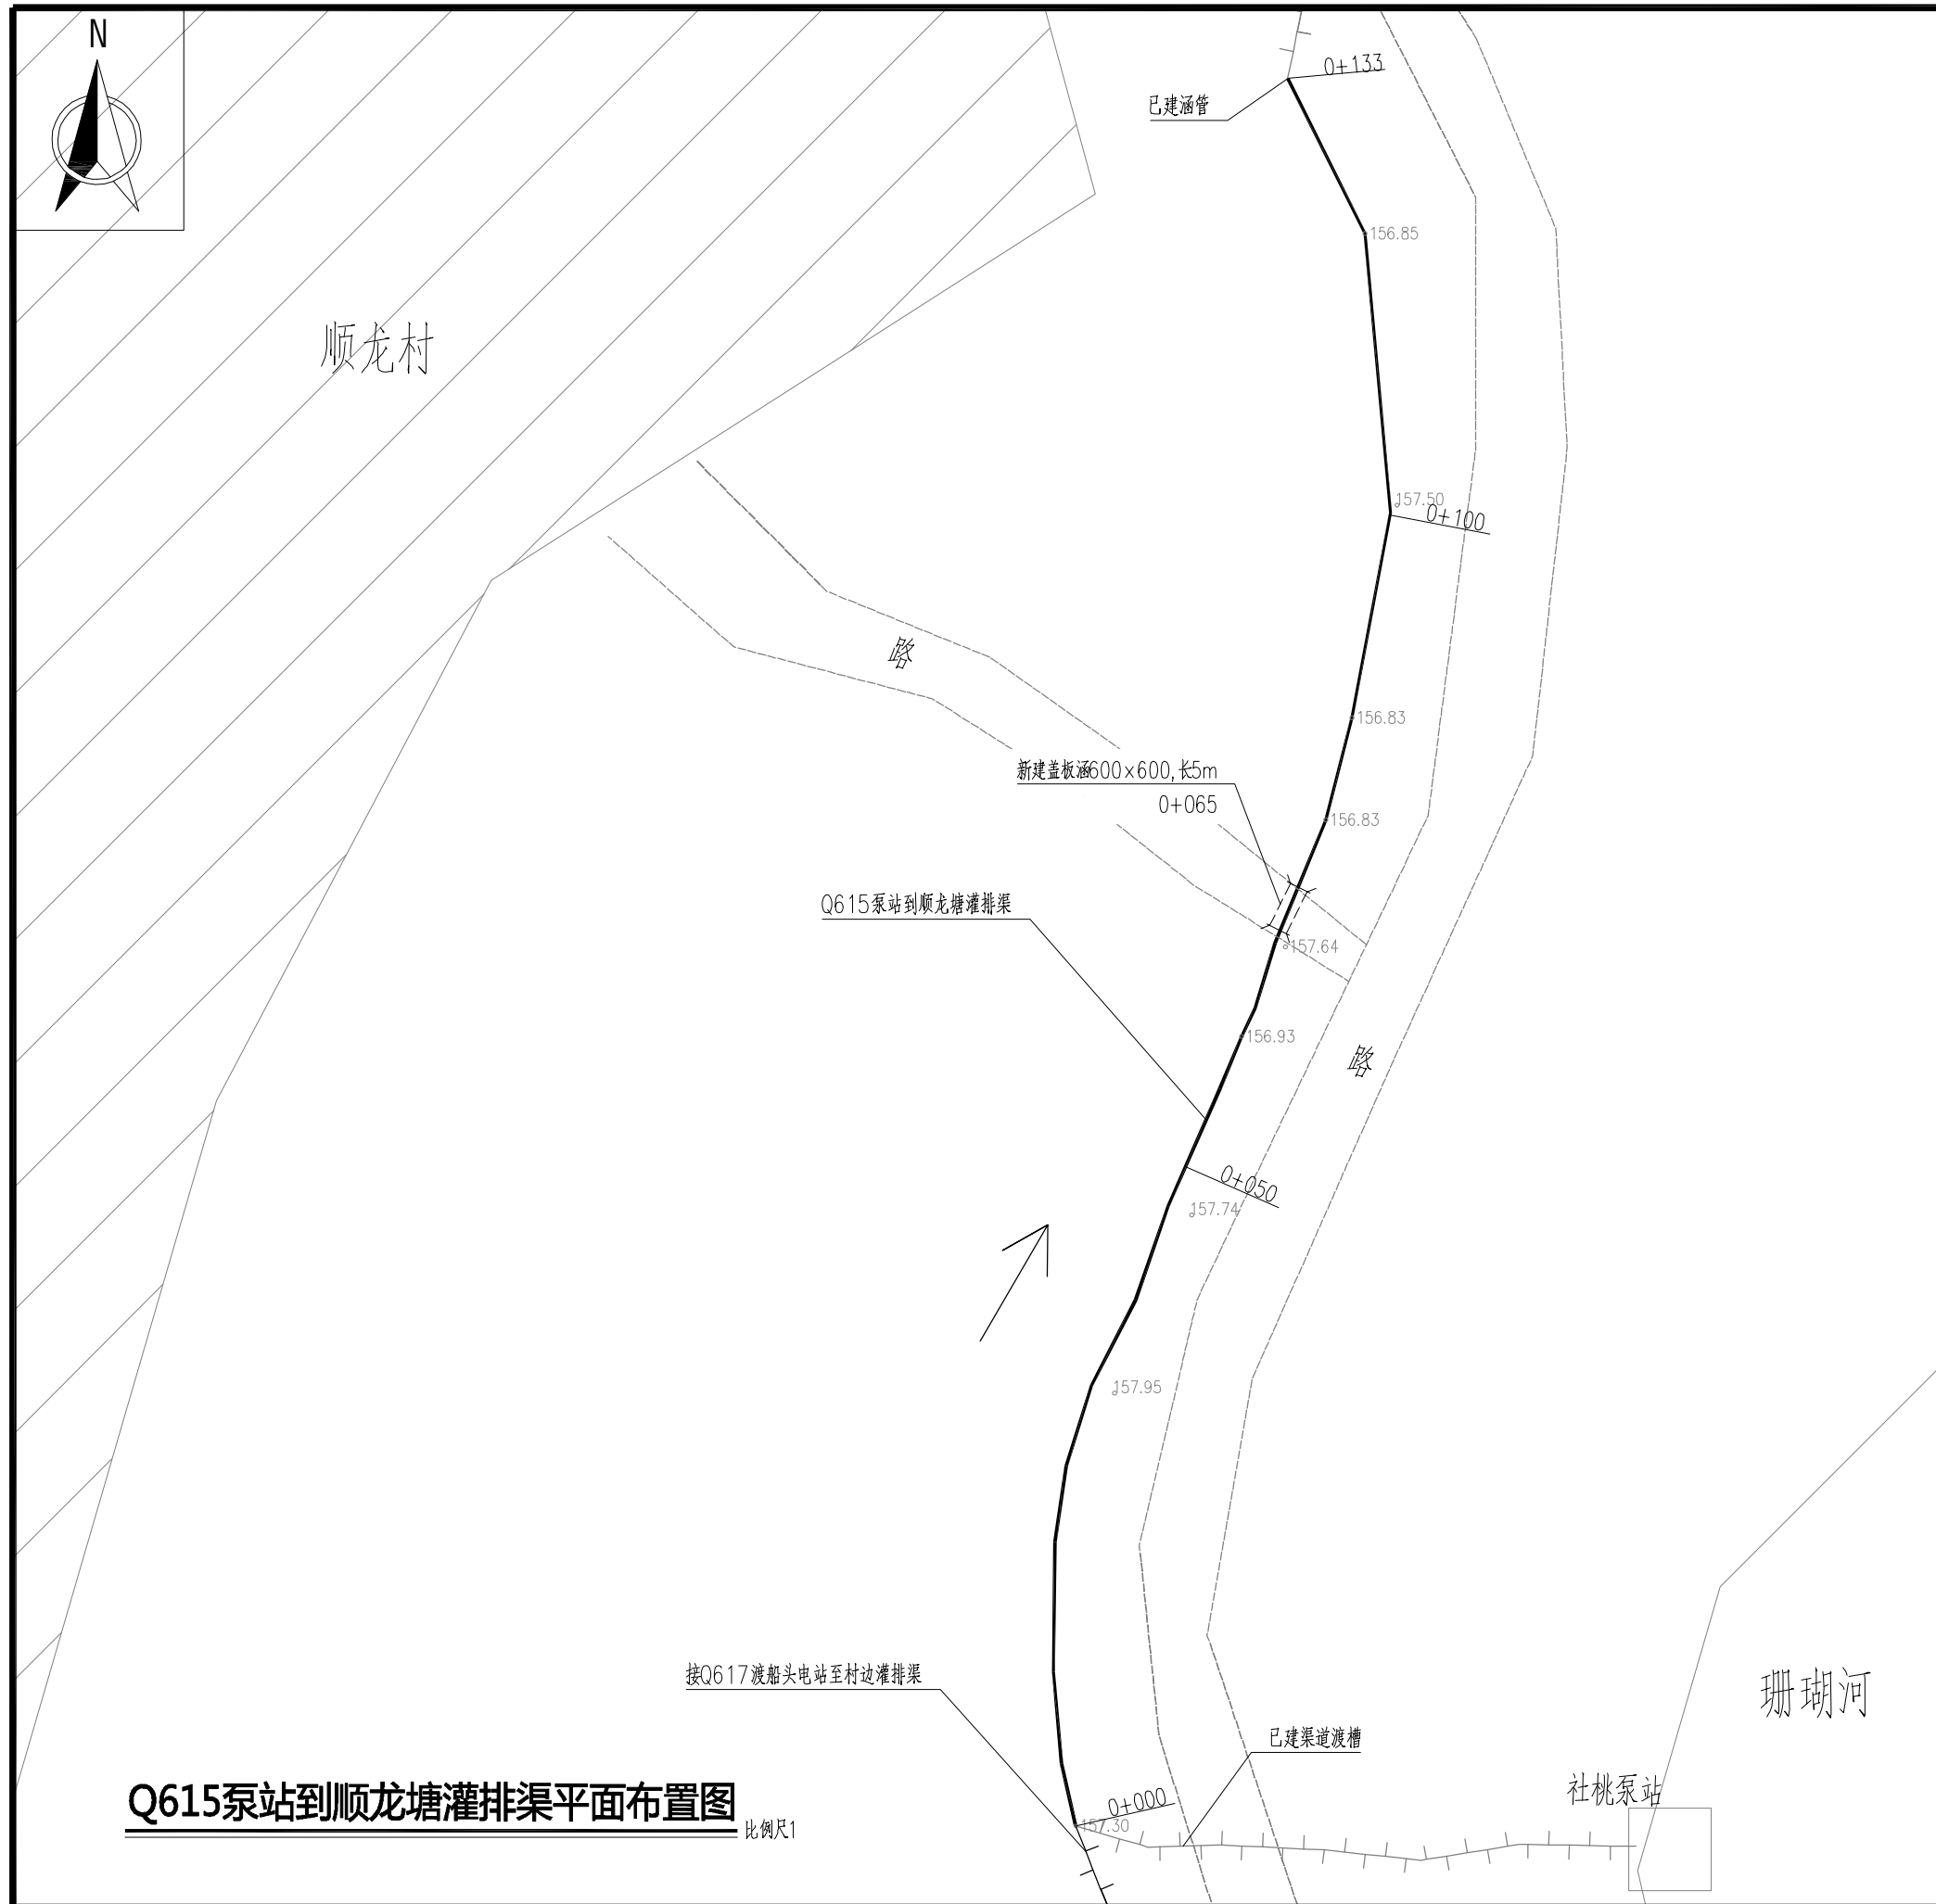 N
0+133
已建涵管
156.85
顺龙村
157.50
0+100
路
156.83
新建盖板涵600×600,长5m
0+065
156.83
Q615泵站到顺龙塘灌排渠
157.64
156.93
路
0+050
157.74
157.95
接Q617渡船头电站至村边灌排渠
珊瑚河
已建渠道渡槽
社桃泵站
0+000
157.30
Q615泵站到顺龙塘灌排渠平面布置图
比例尺1